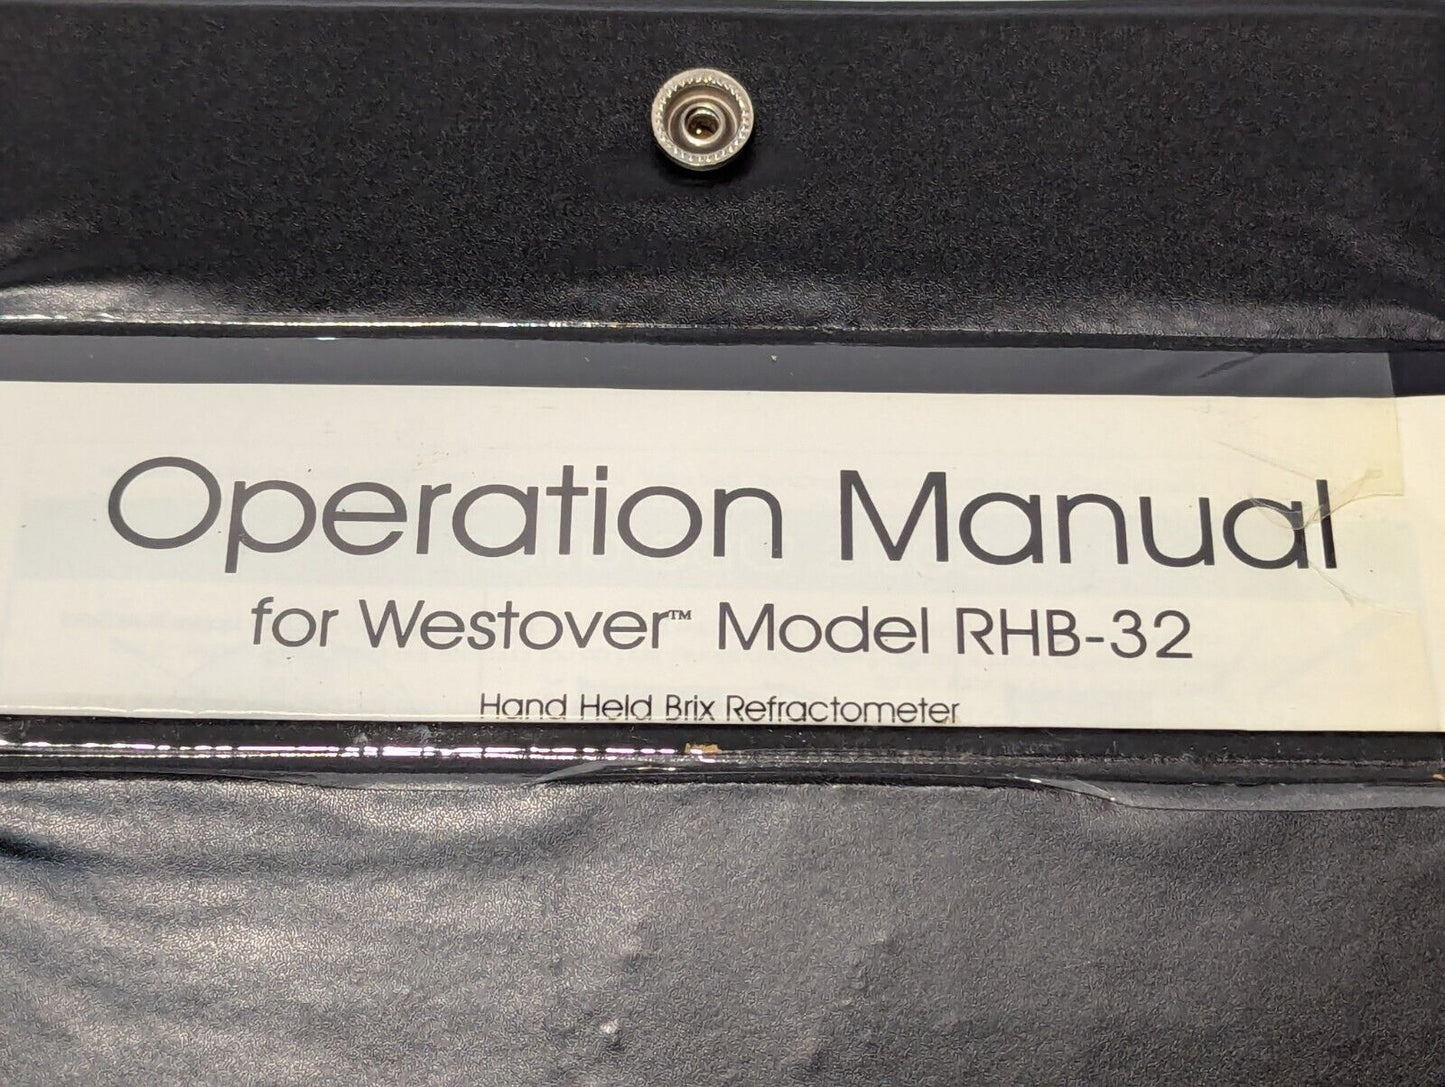 Operation Manual
for Westover™ Model RHB-32
Hand Held Brix Refractometer